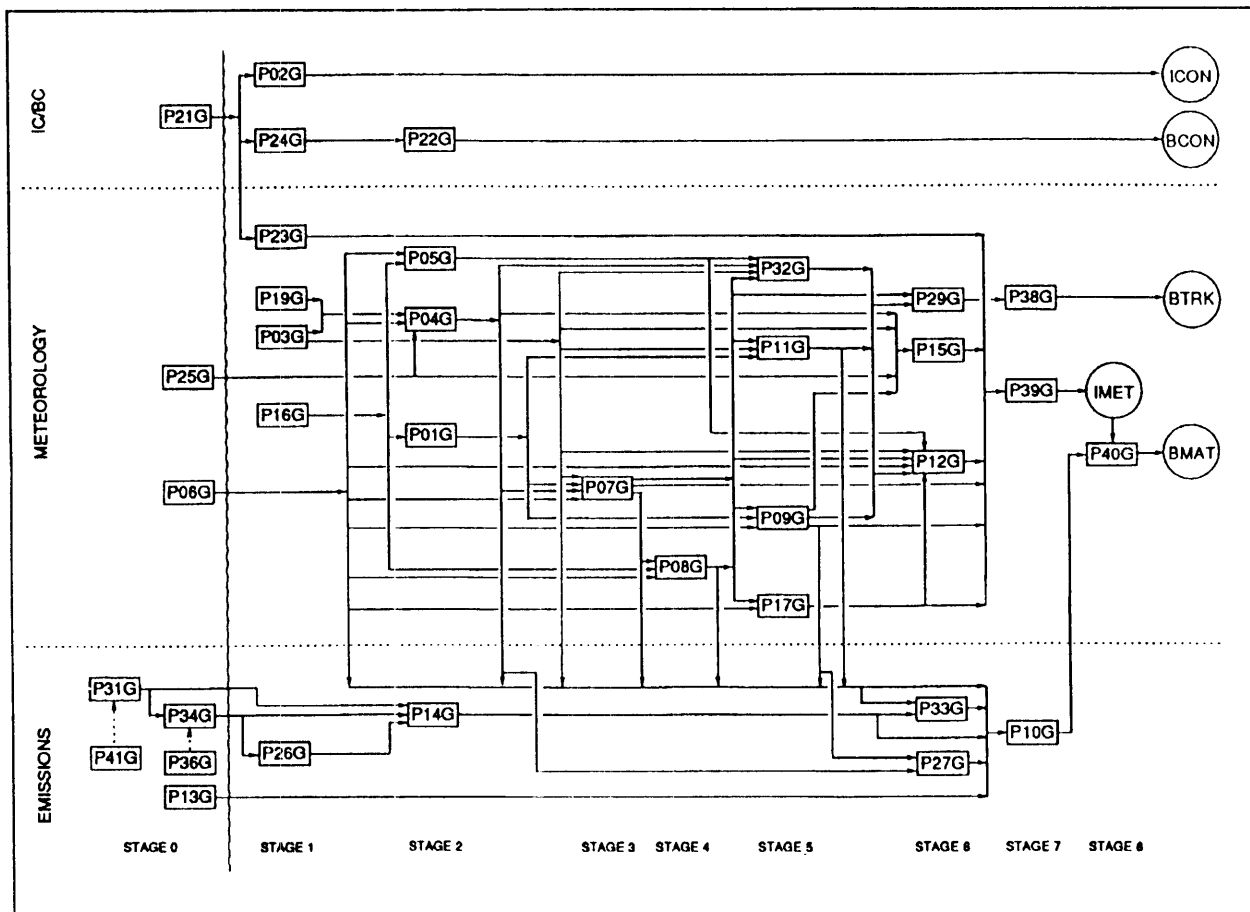 IC/BC
P02G
ICON
P21G
P24G
P22G
BCON
METEOROLOGY
P23G
P05G
P32G
P19G
P29G
P38G
BTRK
P04G
P03G
P11G
P15G
P25G
P39G
IMET
P16G
P01G
P12G
P40G
BMAT
P06G
P07G
P09G
P08G
P17G
EMISSIONS
P31G
P34G
P14G
P33G
P41G
P36G
P26G
P10G
P27G
P13G
STAGE 0
STAGE 1
STAGE 2
STAGE 3
STAGE 4
STAGE 5
STAGE 6
STAGE 7
STAGE 8